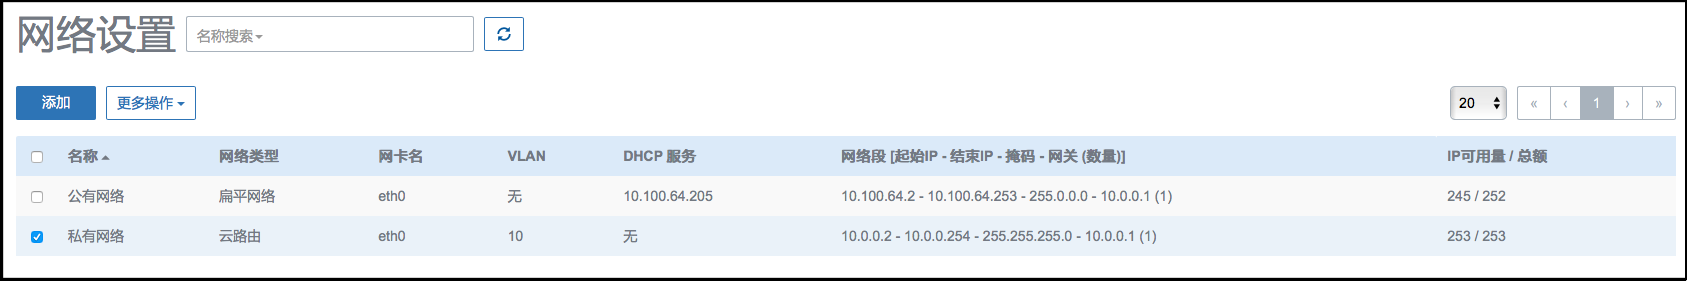 网络设置 名称搜索
添加 更多操作 20 « ‹ 1 › »
名称 网络类型 网卡名 VLAN DHCP 服务 网络段 [起始IP - 结束IP - 掩码 - 网关 (数量)] IP可用量 / 总额
公有网络 扁平网络 eth0 无 10.100.64.205 10.100.64.2 - 10.100.64.253 - 255.0.0.0 - 10.0.0.1 (1) 245 / 252
私有网络 云路由 eth0 10 无 10.0.0.2 - 10.0.0.254 - 255.255.255.0 - 10.0.0.1 (1) 253 / 253